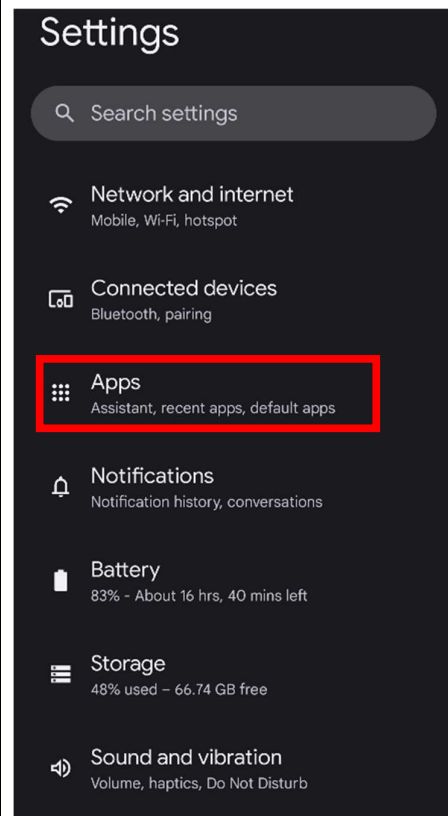 Settings
Search settings
Network and internet
Mobile, Wi-Fi, hotspot
Connected devices
Bluetooth, pairing
Apps
Assistant, recent apps, default apps
Notifications
Notification history, conversations
Battery
83% - About 16 hrs, 40 mins left
Storage
48% used – 66.74 GB free
Sound and vibration
Volume, haptics, Do Not Disturb